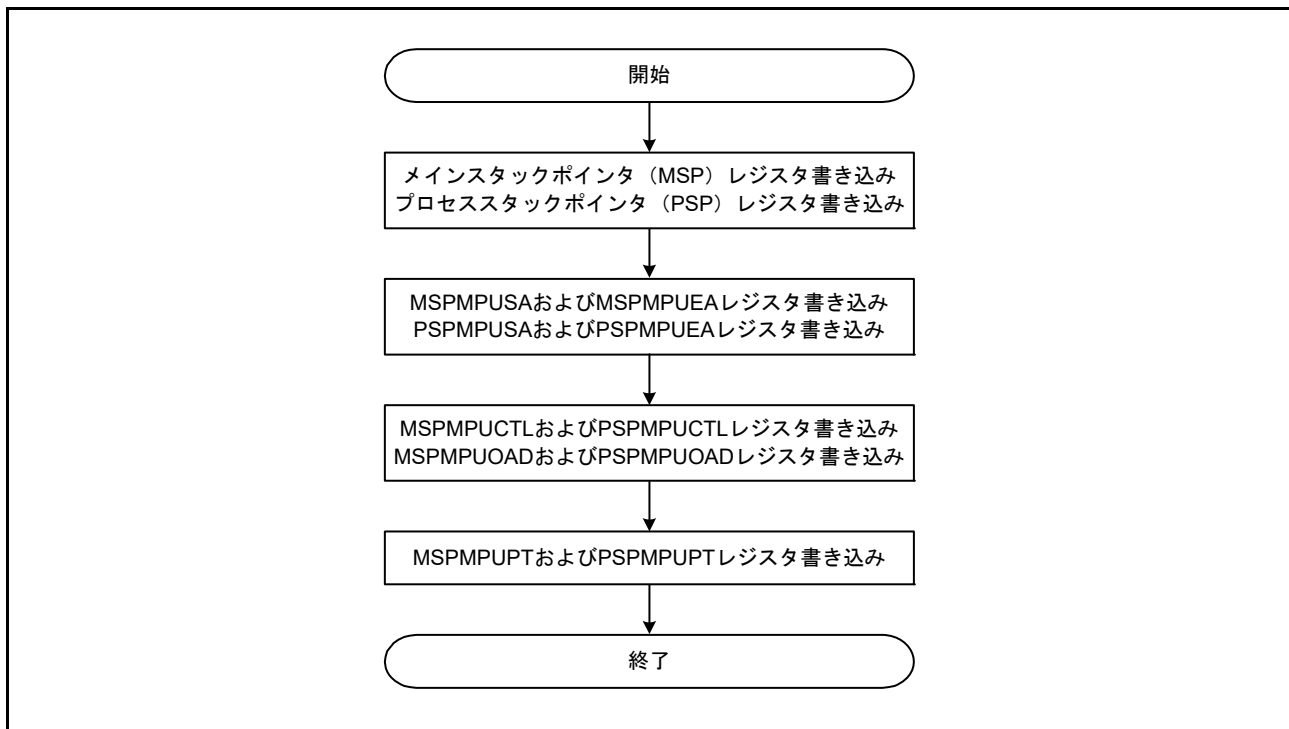 開始
メインスタックポインタ（MSP）レジスタ書き込み
プロセススタックポインタ（PSP）レジスタ書き込み
MSPMPUSAおよびMSPMPUEAレジスタ書き込み
PSPMPUSAおよびPSPMPUEAレジスタ書き込み
MSPMPUCTLおよびPSPMPUCTLレジスタ書き込み
MSPMPUOADおよびPSPMPUOADレジスタ書き込み
MSPMPUPTおよびPSPMPUPTレジスタ書き込み
終了